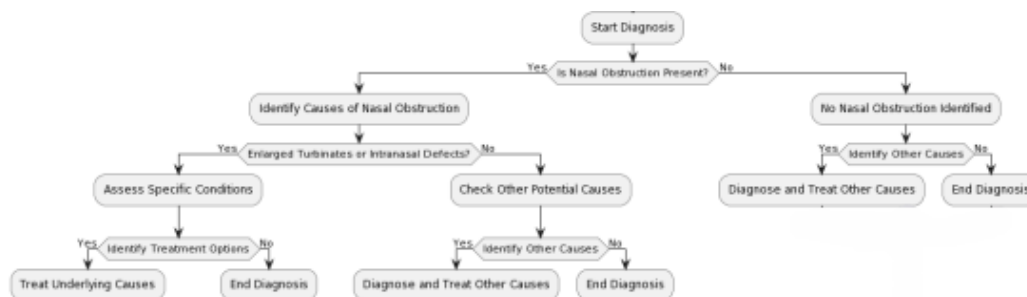 Start Diagnosis
Yes Is Nasal Obstruction Present? No
Identify Causes of Nasal Obstruction No Nasal Obstruction Identified
Yes Enlarged Turbinates or Intranasal Defects? No Yes Identify Other Causes No
Assess Specific Conditions Check Other Potential Causes Diagnose and Treat Other Causes End Diagnosis
Yes Identify Treatment Options No Yes Identify Other Causes No
Treat Underlying Causes End Diagnosis Diagnose and Treat Other Causes End Diagnosis